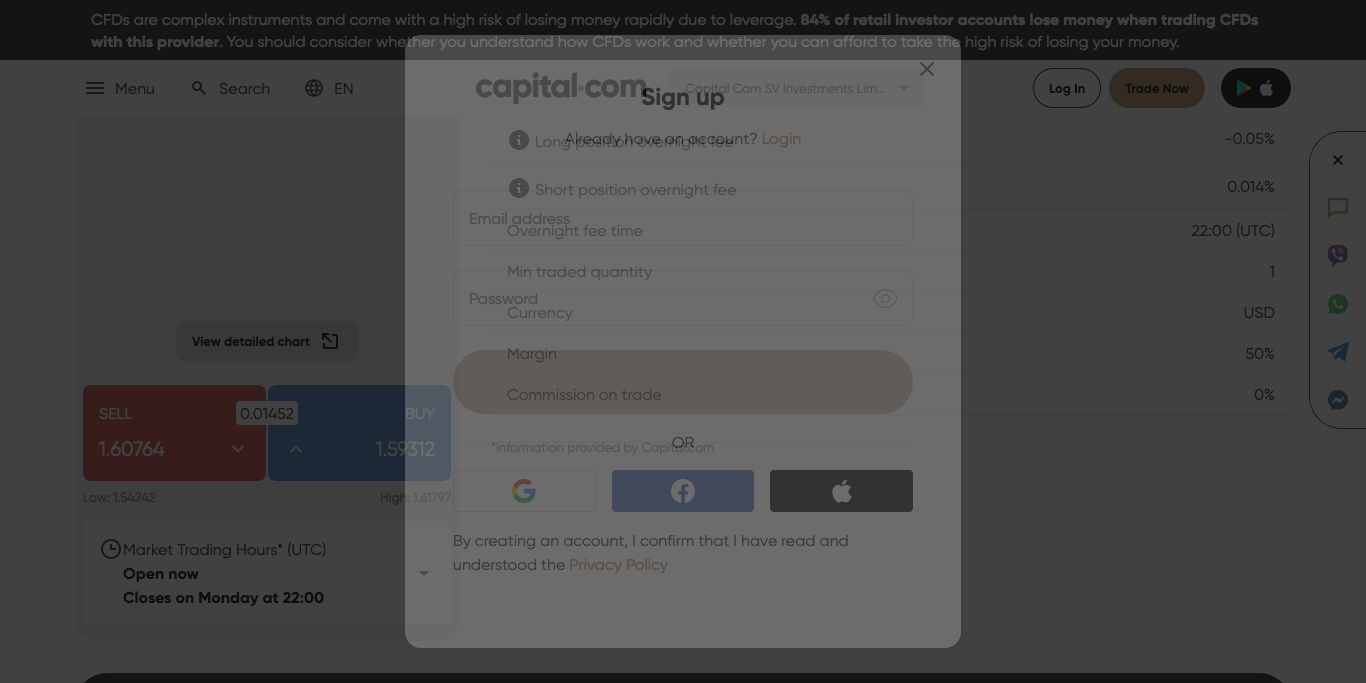 CFDs are complex instruments and come with a high risk of losing money rapidly due to leverage. 84% of retail investor accounts lose money when trading CFDs
with this provider. You should consider whether you understand how CFDs work and whether you can afford to take the high risk of losing your money.
Menu
Search
EN
capital.com
Capital Com SV Investments Lim...
Log In
Trade Now
Sign up
Already have an account? Login
Long position overnight fee
-0.05%
Short position overnight fee
0.014%
Email address
Overnight fee time
22:00 (UTC)
Min traded quantity
1
Password
Currency
USD
Margin
50%
Commission on trade
0%
OR
*Information provided by Capital.com
By creating an account, I confirm that I have read and
understood the Privacy Policy
View detailed chart
SELL
0.01452
BUY
1.60764
1.59312
Low: 1.54242
High: 1.61797
Market Trading Hours* (UTC)
Open now
Closes on Monday at 22:00